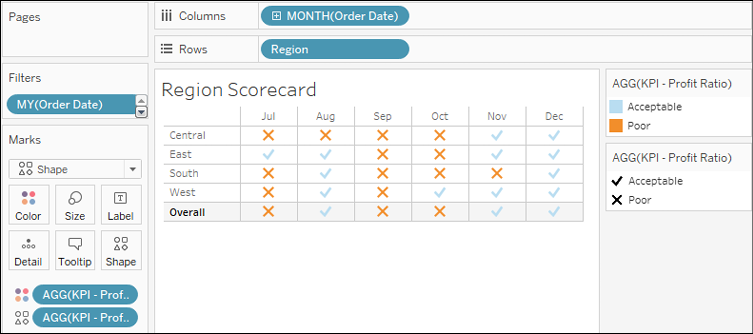 Pages
Columns
MONTH(Order Date)
Rows
Region
Filters
MY(Order Date)
Marks
Shape
Color
Size
Label
Detail
Tooltip
Shape
AGG(KPI - Prof..
AGG(KPI - Prof..
Region Scorecard
Jul Aug Sep Oct Nov Dec
Central
East
South
West
Overall
AGG(KPI - Profit Ratio)
Acceptable
Poor
AGG(KPI - Profit Ratio)
Acceptable
Poor